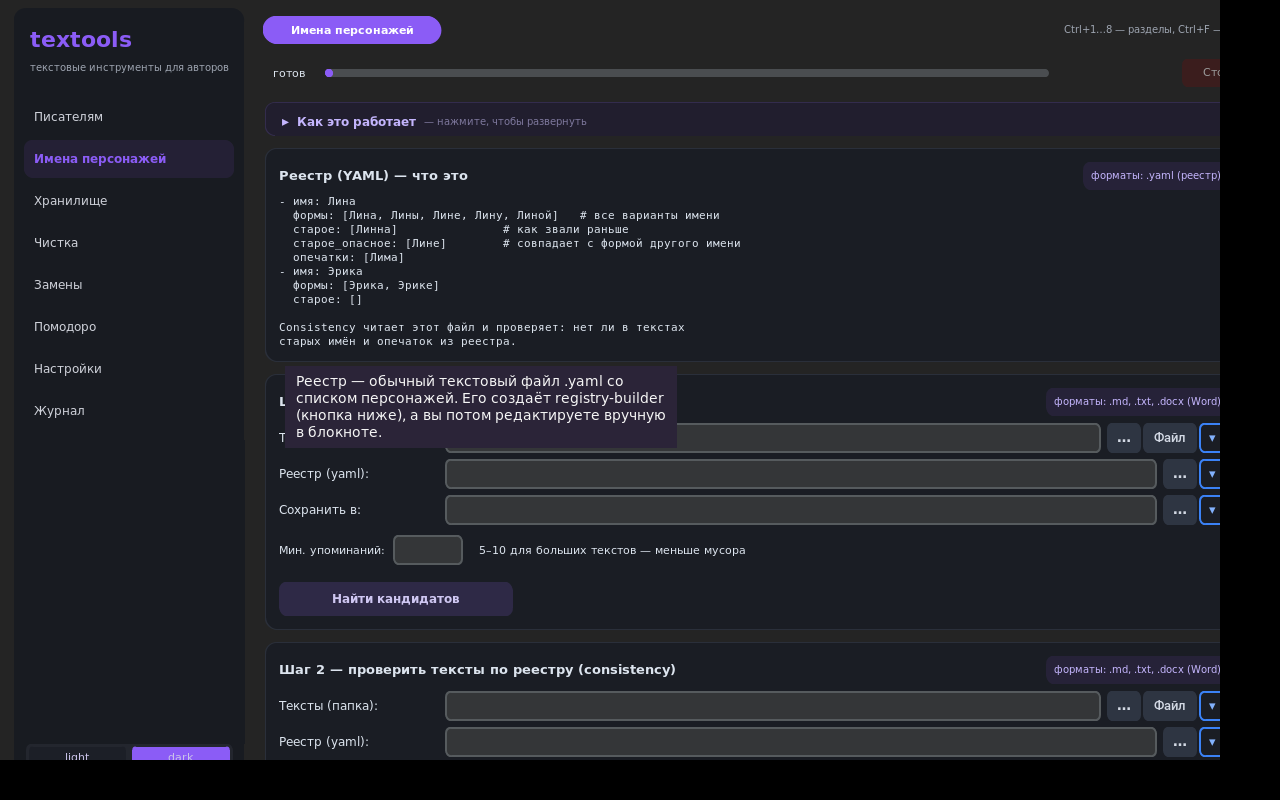 textools
текстовые инструменты для авторов
Писателям
Имена персонажей
Хранилище
Чистка
Замены
Помодоро
Настройки
Журнал
light
dark
Имена персонажей
Ctrl+1…8 — разделы, Ctrl+F —
готов
▸ Как это работает — нажмите, чтобы развернуть
Реестр (YAML) — что это
форматы: .yaml (реестр)
- имя: Лина
  формы: [Лина, Лины, Лине, Лину, Линой]   # все варианты имени
  старое: [Линна]               # как звали раньше
  старое_опасное: [Лине]        # совпадает с формой другого имени
  опечатки: [Лима]
- имя: Эрика
  формы: [Эрика, Эрике]
  старое: []
Consistency читает этот файл и проверяет: нет ли в текстах
старых имён и опечаток из реестра.
Реестр — обычный текстовый файл .yaml со
списком персонажей. Его создаёт registry-builder
(кнопка ниже), а вы потом редактируете вручную
в блокноте.
форматы: .md, .txt, .docx (Word)
... Файл ▾
Реестр (yaml): ... ▾
Сохранить в: ... ▾
Мин. упоминаний: 5–10 для больших текстов — меньше мусора
Найти кандидатов
Шаг 2 — проверить тексты по реестру (consistency)
форматы: .md, .txt, .docx (Word)
Тексты (папка): ... Файл ▾
Реестр (yaml): ... ▾